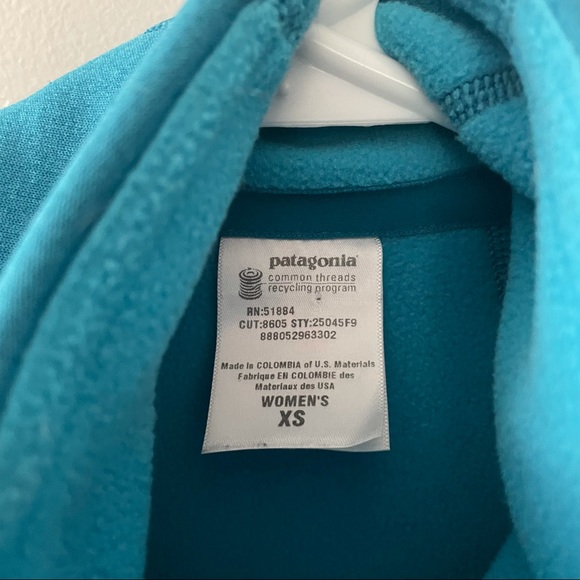 patagonia®
common threads
recycling program
RN:51884
CUT:8605 STY:25045F9
888052963302
Made in COLOMBIA of U.S. Materials
Fabrique EN COLOMBIE des
Materiaux des USA
WOMEN'S
XS